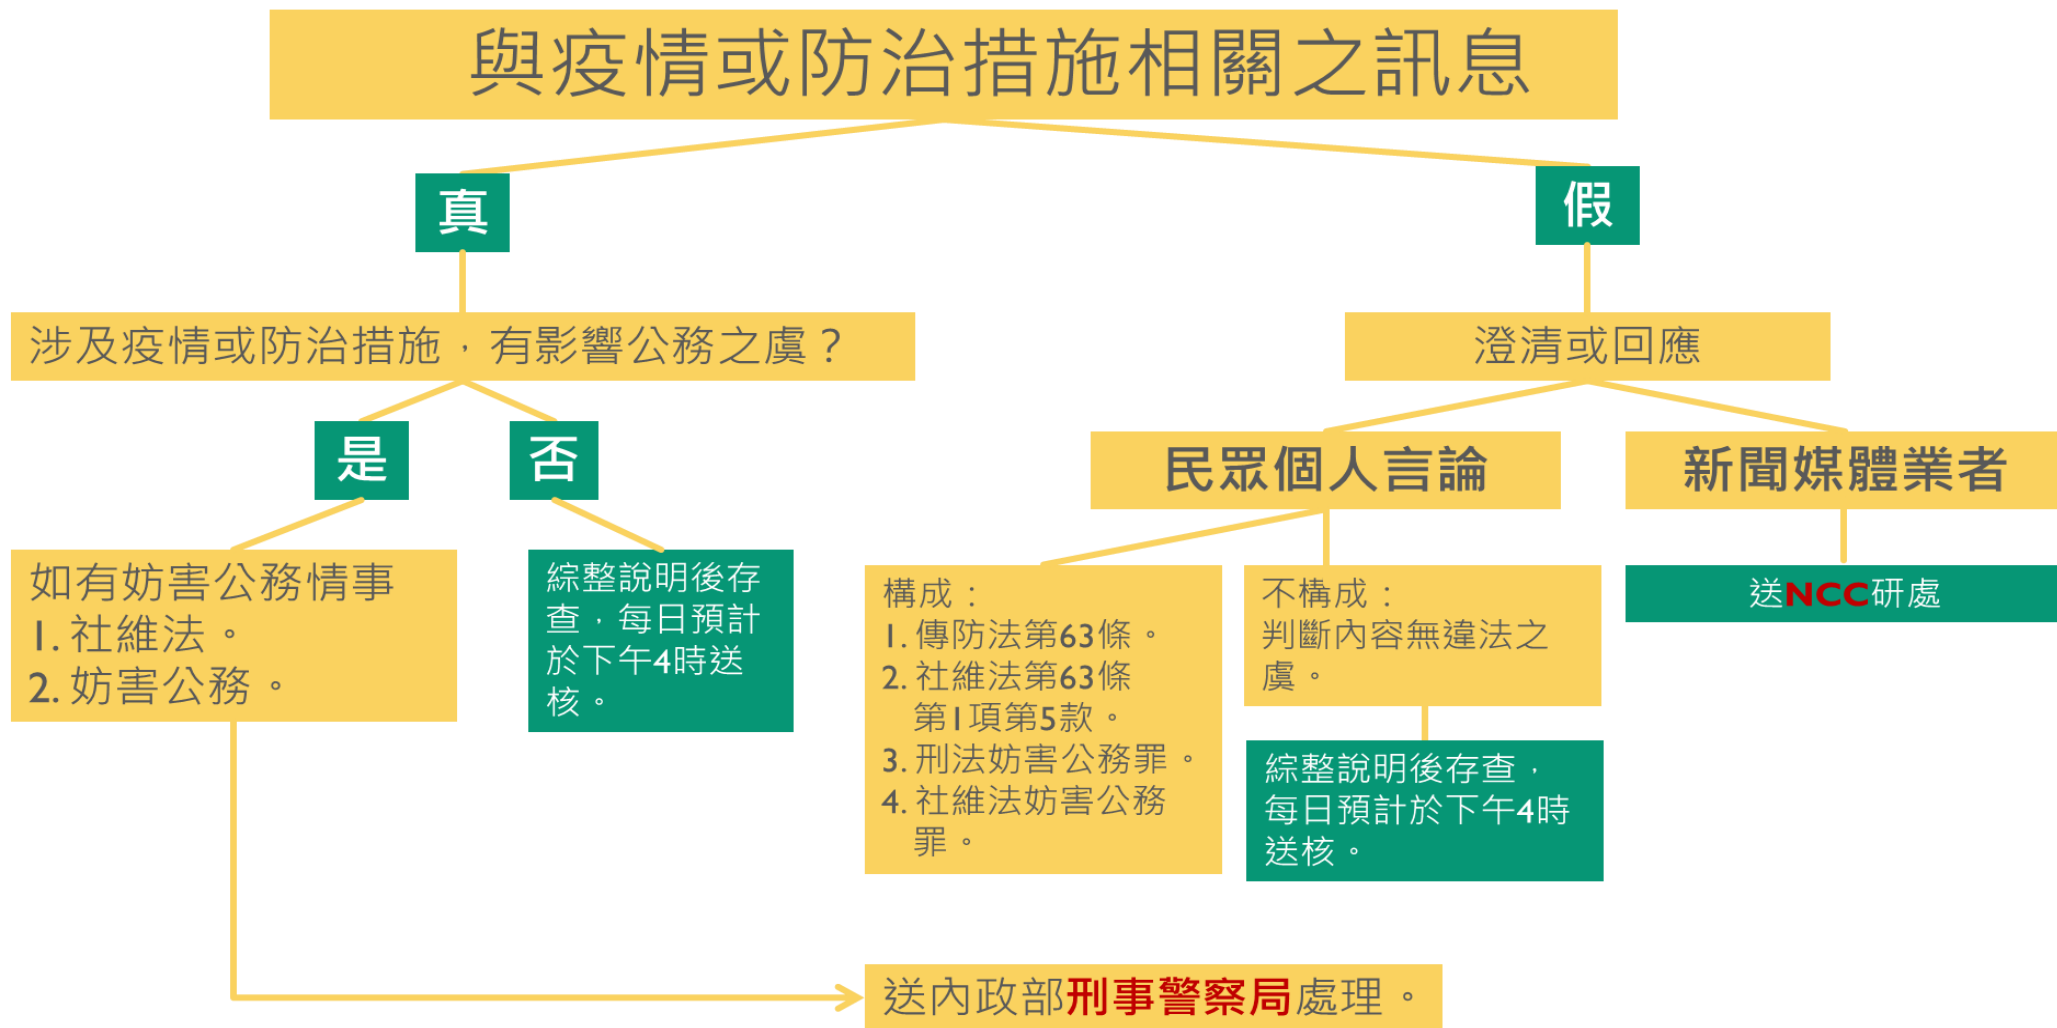 與疫情或防治措施相關之訊息
真
假
涉及疫情或防治措施，有影響公務之虞？
澄清或回應
是
否
民眾個人言論
新聞媒體業者
如有妨害公務情事
1. 社維法。
2. 妨害公務。
綜整說明後存
查，每日預計
於下午4時送
核。
構成：
1. 傳防法第63條。
2. 社維法第63條
第1項第5款。
3. 刑法妨害公務罪。
4. 社維法妨害公務
罪。
不構成：
判斷內容無違法之
虞。
送NCC研處
綜整說明後存查，
每日預計於下午4時
送核。
送內政部刑事警察局處理。